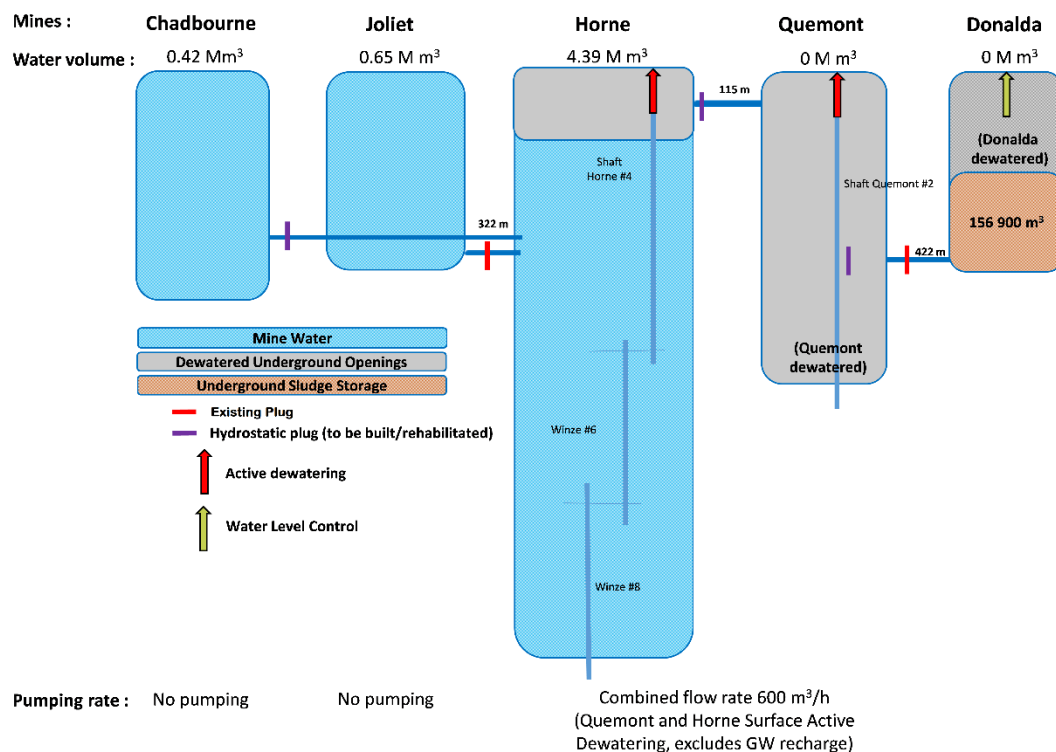 Mines :
Chadbourne
Joliet
Horne
Quemont
Donalda
Water volume :
0.42 Mm³
0.65 M m³
4.39 M m³
0 M m³
0 M m³
115 m
Shaft
Horne #4
(Donalda
dewatered)
Shaft Quemont #2
156 900 m³
322 m
422 m
Mine Water
Dewatered Underground Openings
Underground Sludge Storage
(Quemont
dewatered)
Existing Plug
Hydrostatic plug (to be built/rehabilitated)
Winze #6
Active dewatering
Water Level Control
Winze #8
Pumping rate :
No pumping
No pumping
Combined flow rate 600 m³/h
(Quemont and Horne Surface Active
Dewatering, excludes GW recharge)